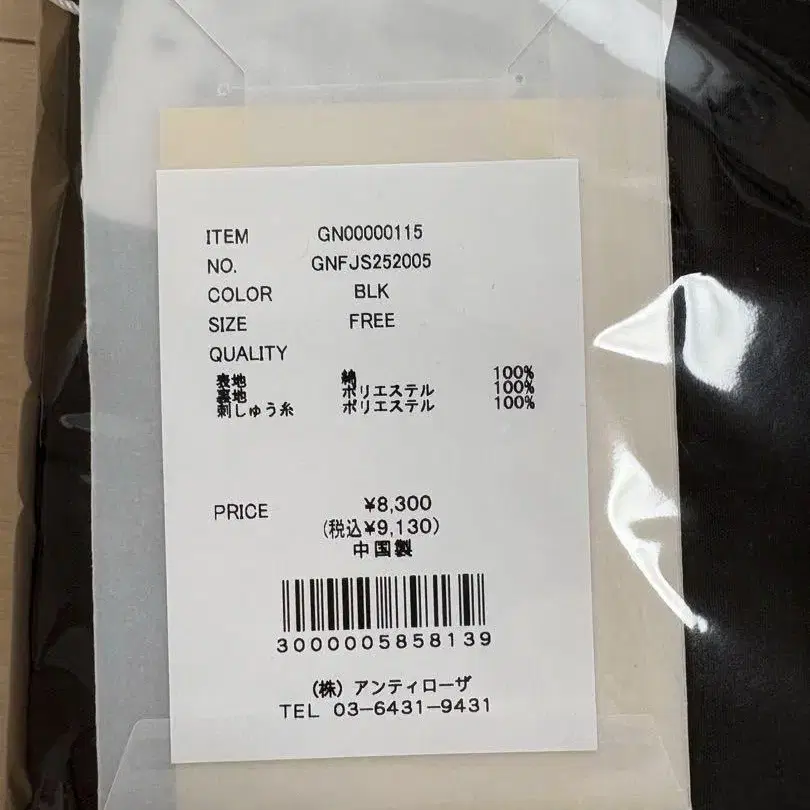 ITEM GN00000115
NO. GNFJS252005
COLOR BLK
SIZE FREE
QUALITY
表地 綿 100%
裏地 ポリエステル 100%
刺しゅう糸 ポリエステル 100%
PRICE ¥8,300
(税込¥9,130)
中国製
3000005858139
(株) アンティローザ
TEL 03-6431-9431